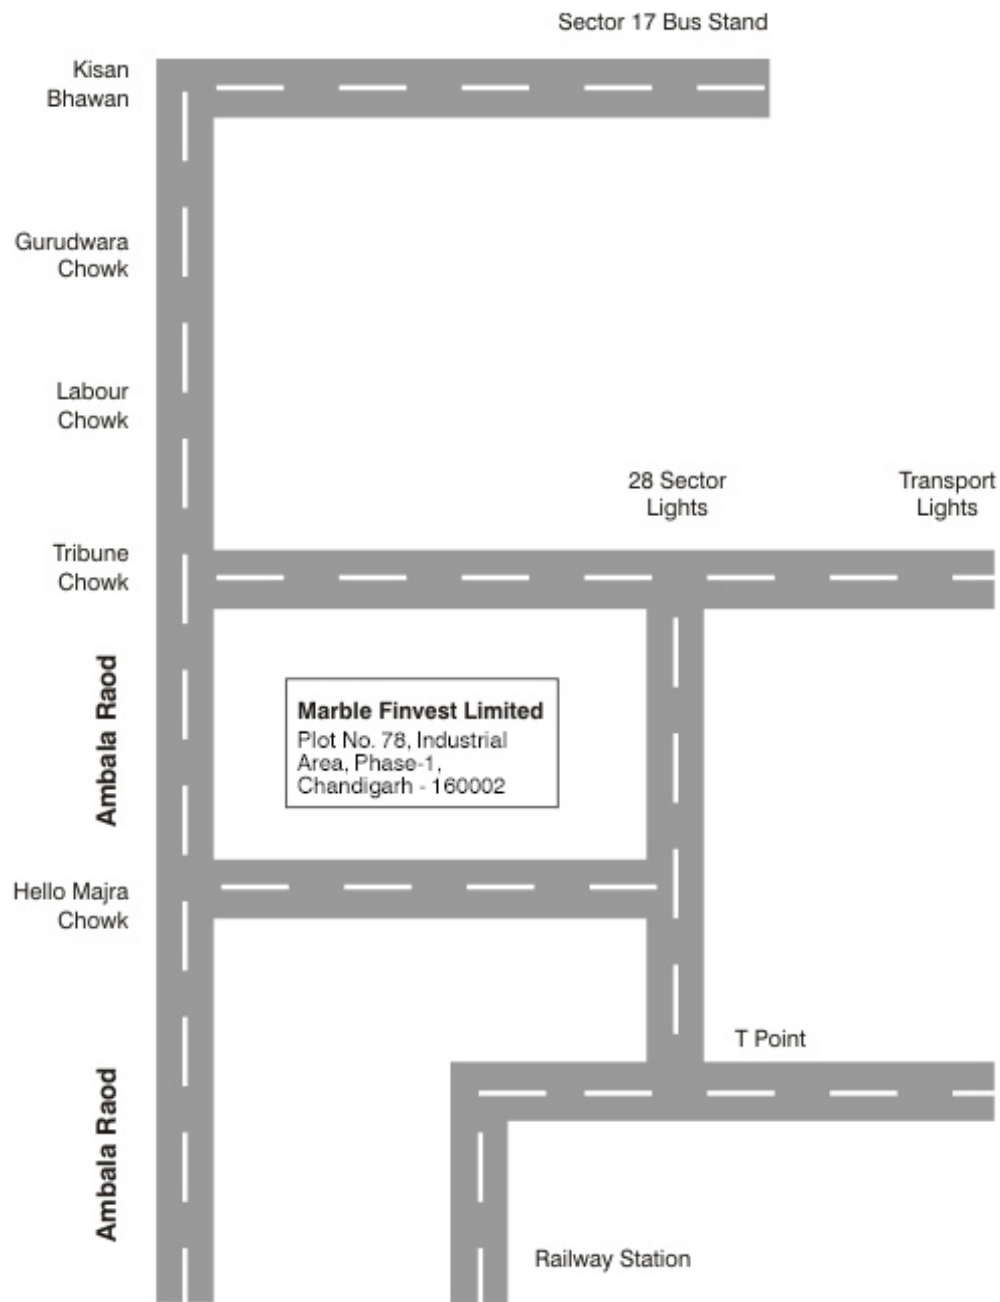 Sector 17 Bus Stand
Kisan
Bhawan
Gurudwara
Chowk
Labour
Chowk
28 Sector
Lights
Transport
Lights
Tribune
Chowk
Ambala Raod
Marble Finvest Limited
Plot No. 78, Industrial
Area, Phase-1,
Chandigarh - 160002
Hello Majra
Chowk
T Point
Ambala Raod
Railway Station